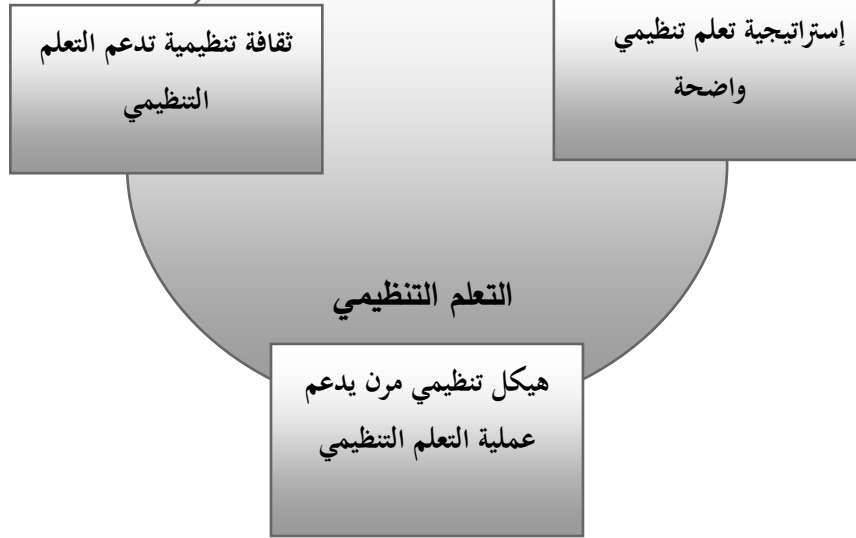 إستراتيجية تعلم تنظيمي
واضحة
ثقافة تنظيمية تدعم التعلم
التنظيمي
التعلم التنظيمي
هيكل تنظيمي مرن يدعم
عملية التعلم التنظيمي